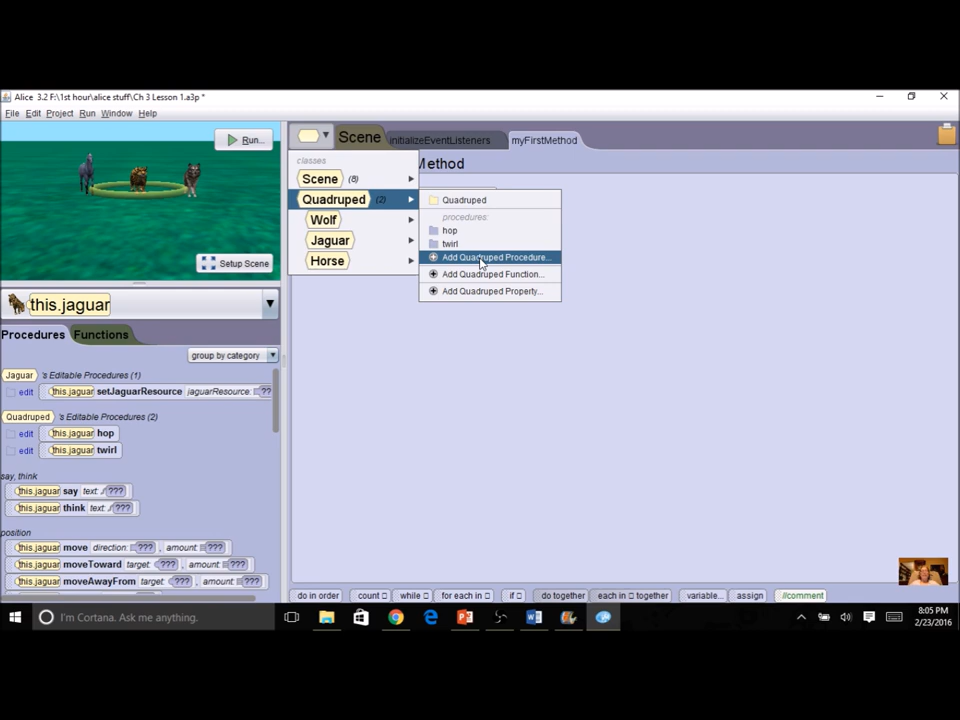 Alice 3.2 F:\1st hour\alice stuff\Ch 3 Lesson 1.a3p *
File Edit Project Run Window Help
Run...
Setup Scene
Scene initializeEventListeners myFirstMethod
classes
Scene (8)
Quadruped (2)
Wolf
Jaguar
Horse
Method
Quadruped
procedures:
hop
twirl
Add Quadruped Procedure...
Add Quadruped Function...
Add Quadruped Property...
this.jaguar
Procedures Functions
group by category
Jaguar 's Editable Procedures (1)
edit this.jaguar setJaguarResource jaguarResource: ??
Quadruped 's Editable Procedures (2)
edit this.jaguar hop
edit this.jaguar twirl
say, think
this.jaguar say text: ???
this.jaguar think text: ???
position
this.jaguar move direction: ??? , amount: ???
this.jaguar moveToward target: ??? , amount: ???
this.jaguar moveAwayFrom target: ??? , amount: ???
do in order count while for each in if do together each in together variable... assign //comment
I'm Cortana. Ask me anything.
8:05 PM
2/23/2016